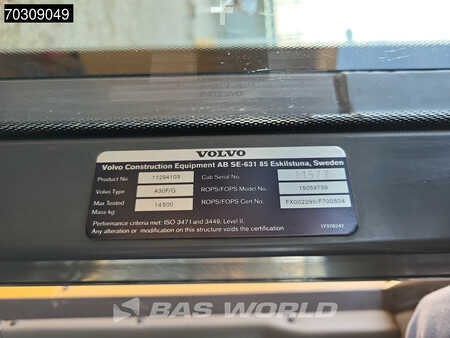 70309049
VOLVO
Volvo Construction Equipment AB SE-631 85 Eskilstuna, Sweden
Product No 11294103 Cab Serial No.
Volvo Type A30F/G ROPS/FOPS Model No.
Max Tested Mass kg 14500 ROPS/FOPS Cert No.
Performance criteria met: ISO 3471 and 3449, Level II.
Any alteration or modification on this structure voids the certification
BAS WORLD